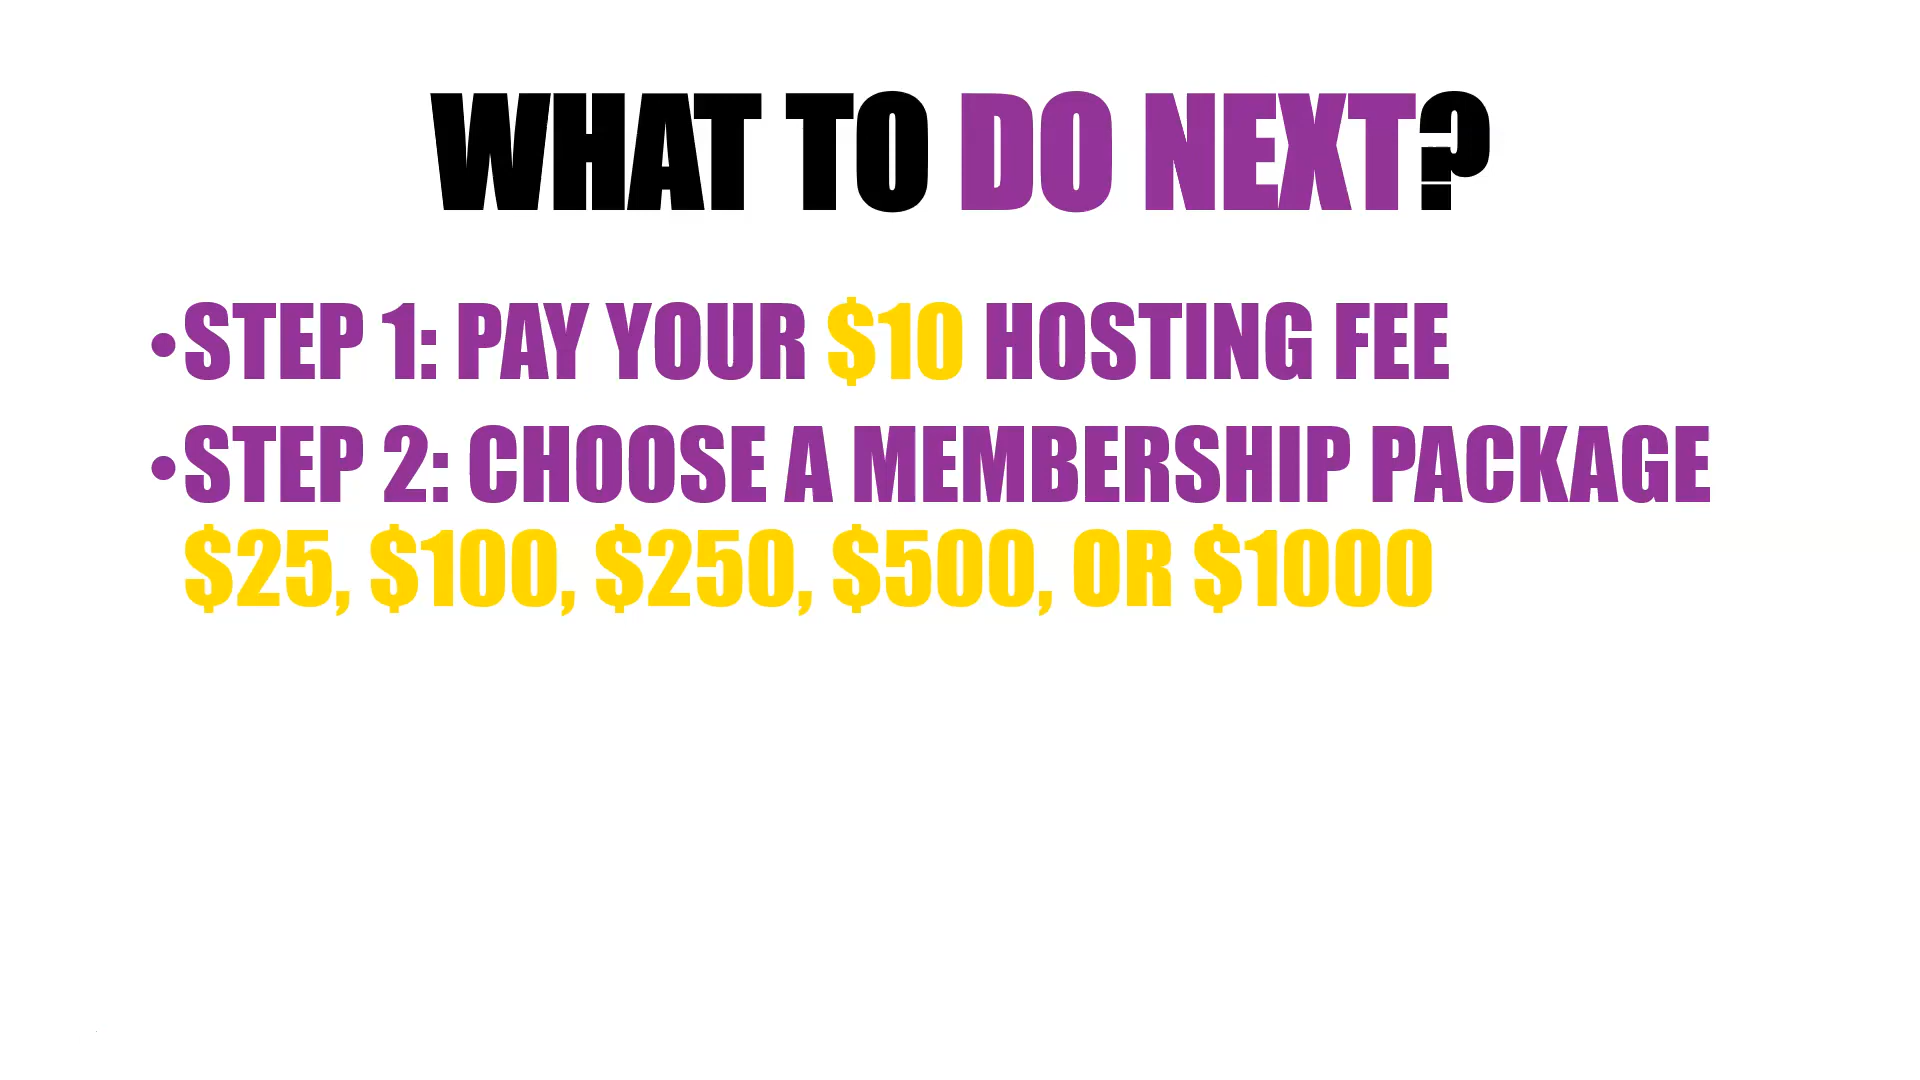 WHAT TO DO NEXT?
•STEP 1: PAY YOUR $10 HOSTING FEE
•STEP 2: CHOOSE A MEMBERSHIP PACKAGE
$25, $100, $250, $500, OR $1000